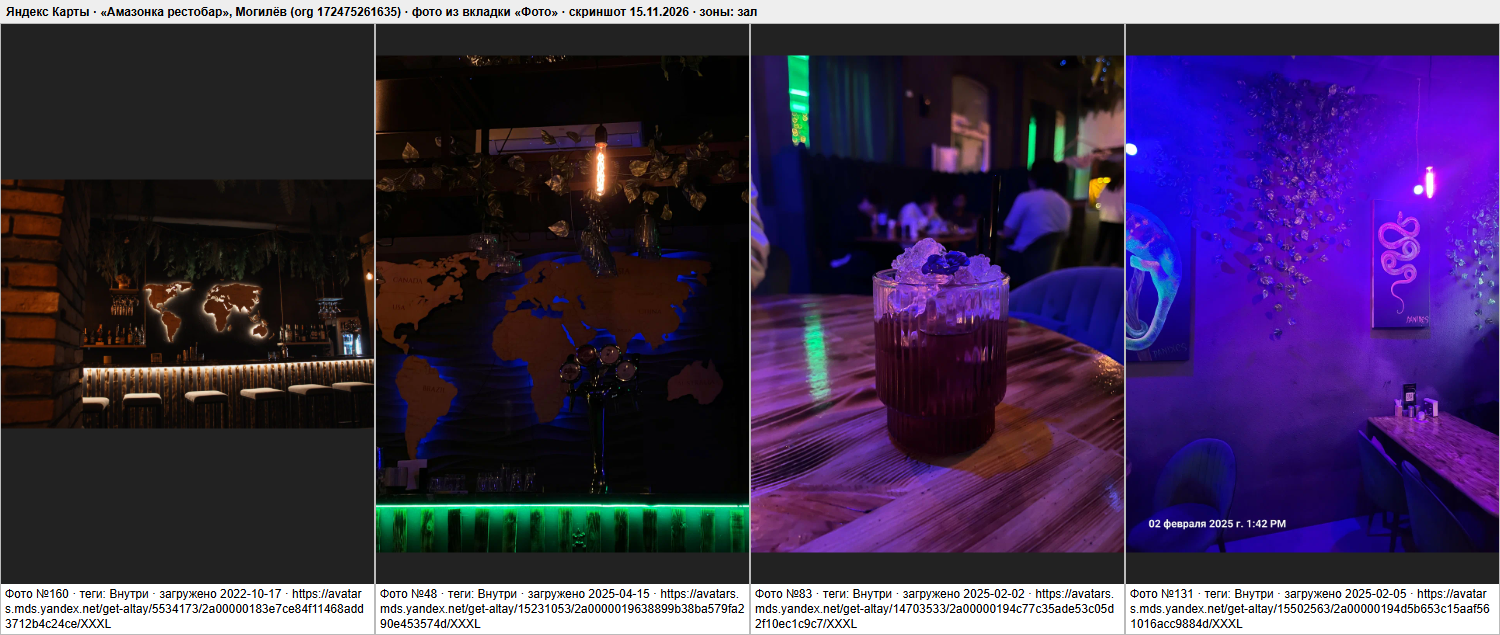 Яндекс Карты · «Амазонка рестобар», Могилёв (org 172475261635) · фото из вкладки «Фото» · скриншот 15.11.2026 · зоны: зал
02 февраля 2025 г. 1:42 PM
Фото №160 · теги: Внутри · загружено 2022-10-17 · https://avatar
s.mds.yandex.net/get-altay/5534173/2a00000183e7ce84f11468add
3712b4c24ce/XXXL
Фото №48 · теги: Внутри · загружено 2025-04-15 · https://avatars.
mds.yandex.net/get-altay/15231053/2a0000019638899b38ba579fa2
90e453574d/XXXL
Фото №83 · теги: Внутри · загружено 2025-02-02 · https://avatars.
mds.yandex.net/get-altay/14703533/2a00000194c77c35ade53c05d
2f10ec1c9c7/XXXL
Фото №131 · теги: Внутри · загружено 2025-02-05 · https://avatar
s.mds.yandex.net/get-altay/15502563/2a00000194d5b653c15aaf56
1016acc9884d/XXXL